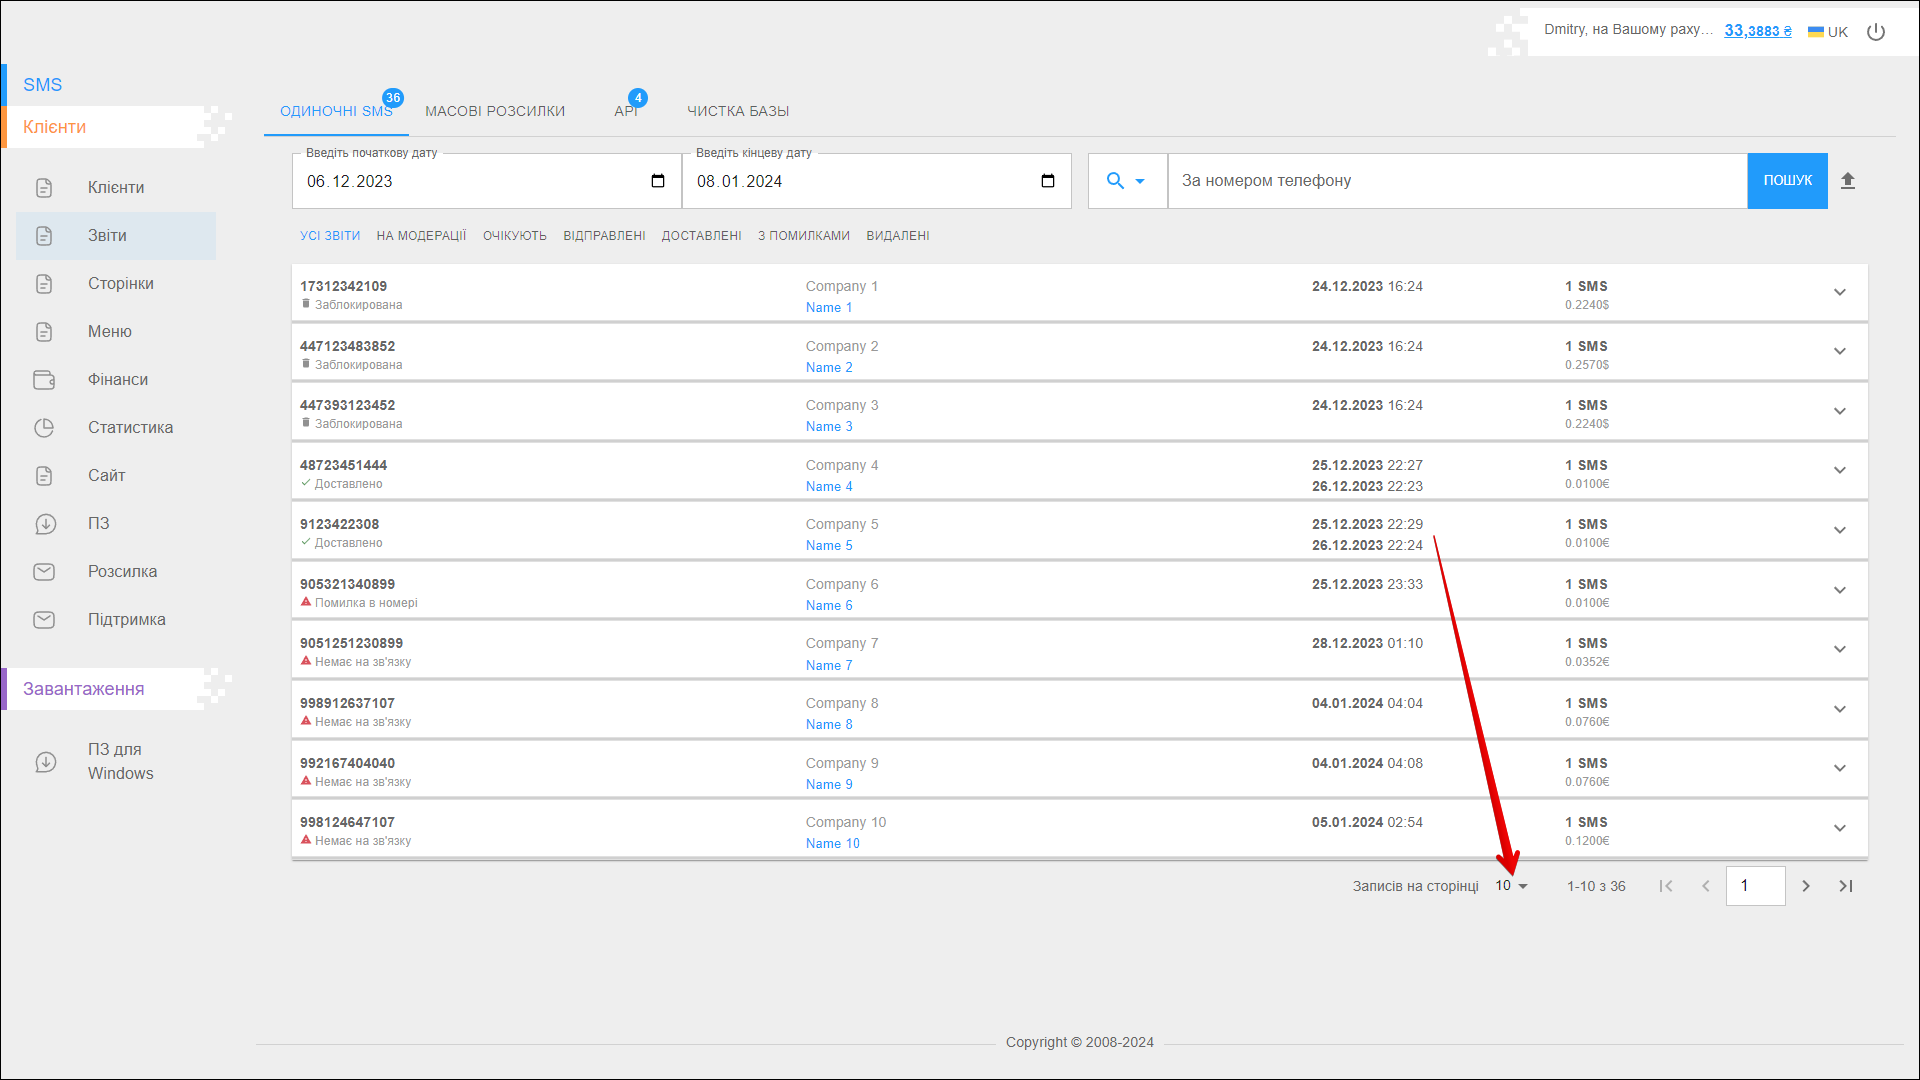 Dmitry, на Вашому раху... 33,3883 ₴ UK
SMS
Клієнти
Клієнти
Звіти
Сторінки
Меню
Фінанси
Статистика
Сайт
ПЗ
Розсилка
Підтримка
Завантаження
ПЗ для
Windows
ОДИНОЧНІ SMS 36 МАСОВІ РОЗСИЛКИ API 4 ЧИСТКА БАЗЫ
Введіть початкову дату Введіть кінцеву дату
06.12.2023 08.01.2024 За номером телефону ПОШУК
УСІ ЗВІТИ НА МОДЕРАЦІЇ ОЧІКУЮТЬ ВІДПРАВЛЕНІ ДОСТАВЛЕНІ З ПОМИЛКАМИ ВИДАЛЕНІ
17312342109 Company 1 24.12.2023 16:24 1 SMS
Заблокирована Name 1 0.2240$
447123483852 Company 2 24.12.2023 16:24 1 SMS
Заблокирована Name 2 0.2570$
447393123452 Company 3 24.12.2023 16:24 1 SMS
Заблокирована Name 3 0.2240$
48723451444 Company 4 25.12.2023 22:27 1 SMS
Доставлено Name 4 26.12.2023 22:23 0.0100€
9123422308 Company 5 25.12.2023 22:29 1 SMS
Доставлено Name 5 26.12.2023 22:24 0.0100€
905321340899 Company 6 25.12.2023 23:33 1 SMS
Помилка в номері Name 6 0.0100€
9051251230899 Company 7 28.12.2023 01:10 1 SMS
Немає на зв'язку Name 7 0.0352€
998912637107 Company 8 04.01.2024 04:04 1 SMS
Немає на зв'язку Name 8 0.0760€
992167404040 Company 9 04.01.2024 04:08 1 SMS
Немає на зв'язку Name 9 0.0760€
998124647107 Company 10 05.01.2024 02:54 1 SMS
Немає на зв'язку Name 10 0.1200€
Записів на сторінці 10 1-10 з 36 1
Copyright © 2008-2024